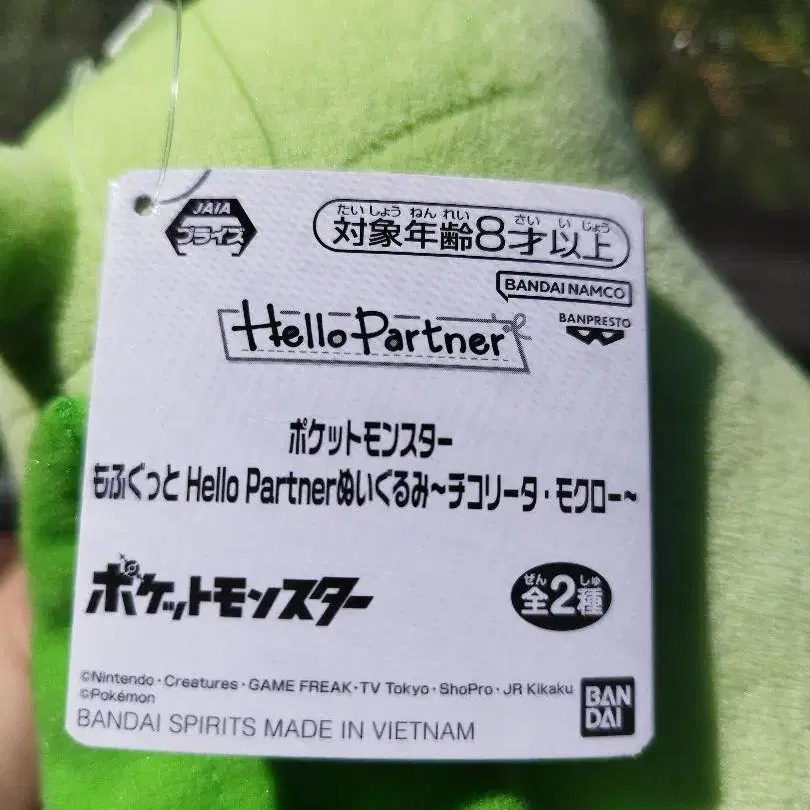 JAIA
プライズ
たいしょう ねん れい さい い じょう
対象年齢8才以上
BANDAI NAMCO
BANPRESTO
Hello Partner
ポケットモンスター
もふぐっと Hello Partnerぬいぐるみ~チコリータ・モクロー~
ポケットモンスター
ぜん しゅ
全2種
©Nintendo・Creatures・GAME FREAK・TV Tokyo・ShoPro・JR Kikaku
©Pokémon
BANDAI SPIRITS MADE IN VIETNAM
BAN
DAI